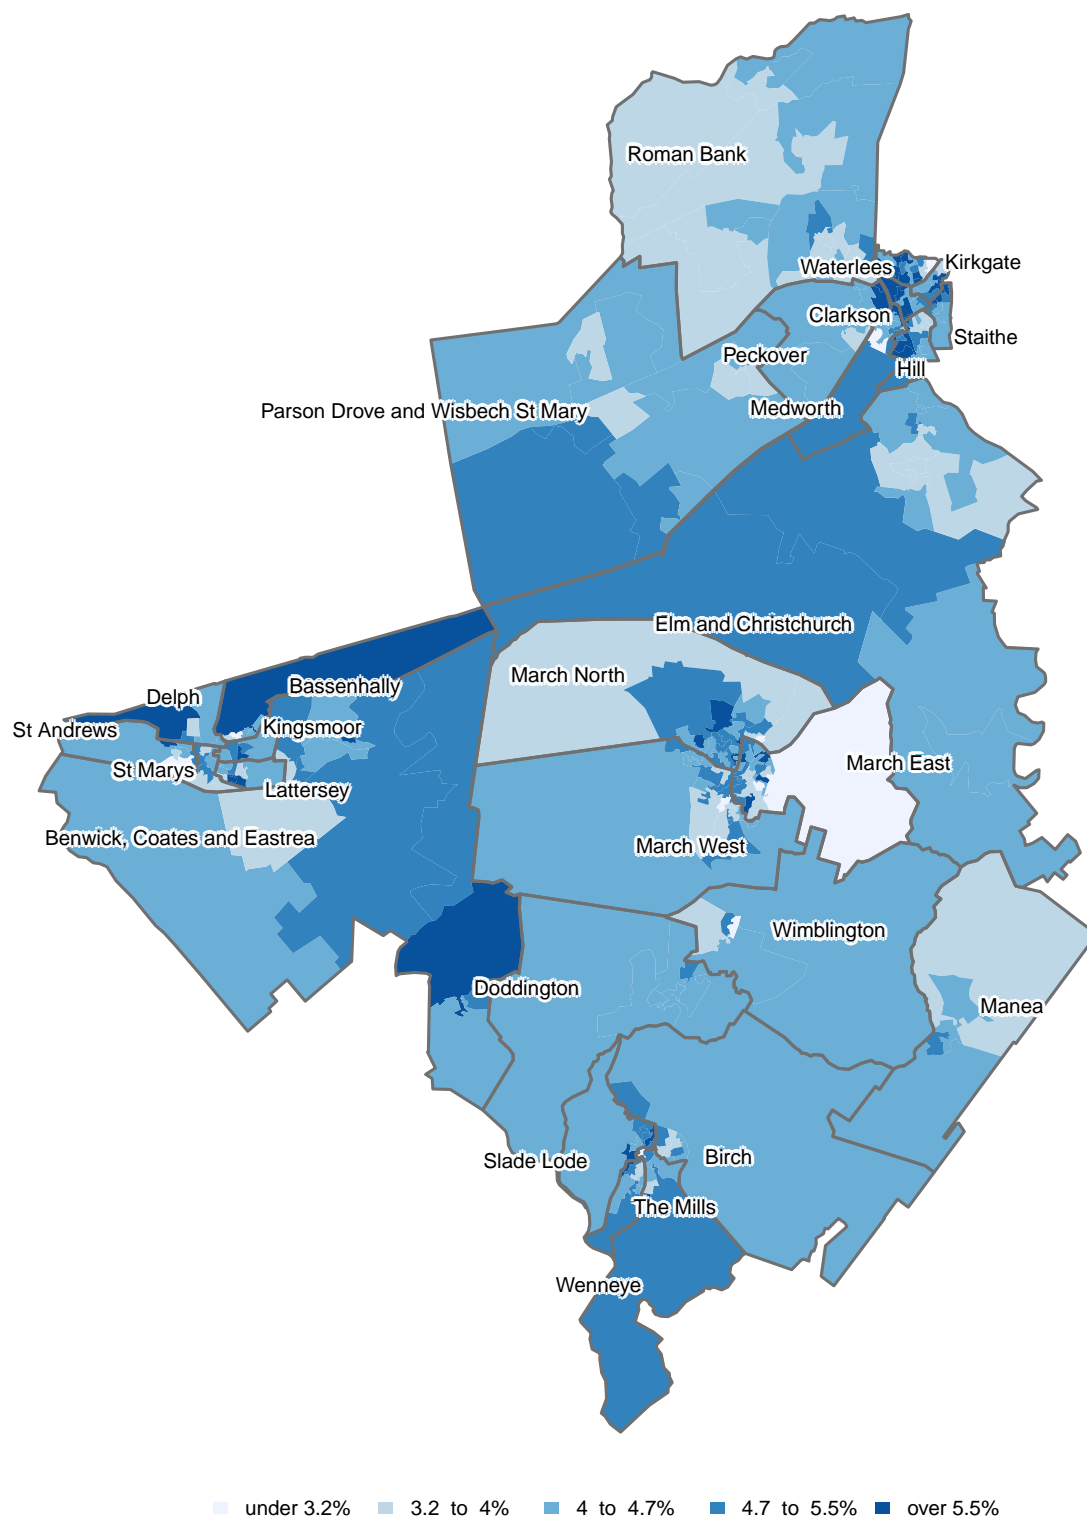 Roman Bank
Waterlees
Kirkgate
Clarkson
Staithe
Peckover
Hill
Medworth
Parson Drove and Wisbech St Mary
Elm and Christchurch
March North
Bassenhally
Delph
St Andrews
Kingsmoor
March East
St Marys
Lattersey
Benwick, Coates and Eastrea
March West
Wimblington
Doddington
Manea
Slade Lode
Birch
The Mills
Wenneye
under 3.2% 3.2 to 4% 4 to 4.7% 4.7 to 5.5% over 5.5%